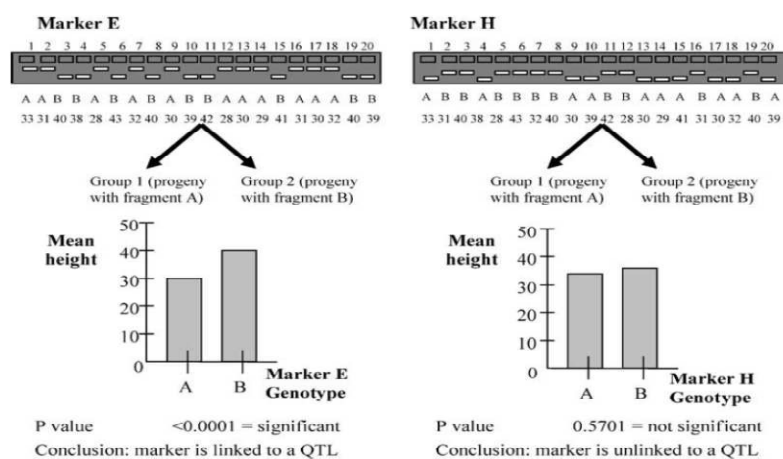 Marker E
1 2 3 4 5 6 7 8 9 10 11 12 13 14 15 16 17 18 19 20
A A B B A B A B A B B A A A B A A A B B
33 31 40 38 28 43 32 40 30 39 42 28 30 29 41 31 30 32 40 39
Group 1 (progeny
with fragment A)
Group 2 (progeny
with fragment B)
50
40
30
20
10
0
Mean
height
A B
Marker E
Genotype
P value <0.0001 = significant
Conclusion: marker is linked to a QTL
Marker H
1 2 3 4 5 6 7 8 9 10 11 12 13 14 15 16 17 18 19 20
A B B A B B B B A A B B A A A B A A B A
33 31 40 38 28 43 32 40 30 39 42 28 30 29 41 31 30 32 40 39
Group 1 (progeny
with fragment A)
Group 2 (progeny
with fragment B)
50
40
30
20
10
0
Mean
height
A B
Marker H
Genotype
P value 0.5701 = not significant
Conclusion: marker is unlinked to a QTL